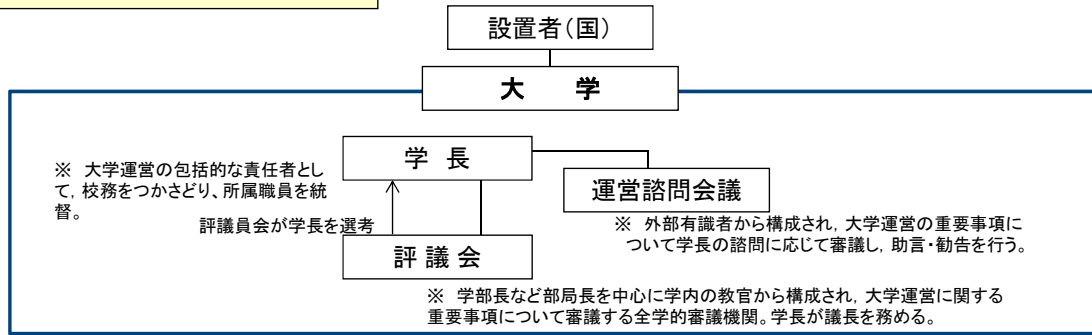 設置者(国)
大　学
学 長
※ 大学運営の包括的な責任者とし
て, 校務をつかさどり、所属職員を統
督。
運営諮問会議
評議員会が学長を選考
※ 外部有識者から構成され, 大学運営の重要事項に
ついて学長の諮問に応じて審議し, 助言・勧告を行う。
評 議 会
※ 学部長など部局長を中心に学内の教官から構成され, 大学運営に関する
重要事項について審議する全学的審議機関。学長が議長を務める。